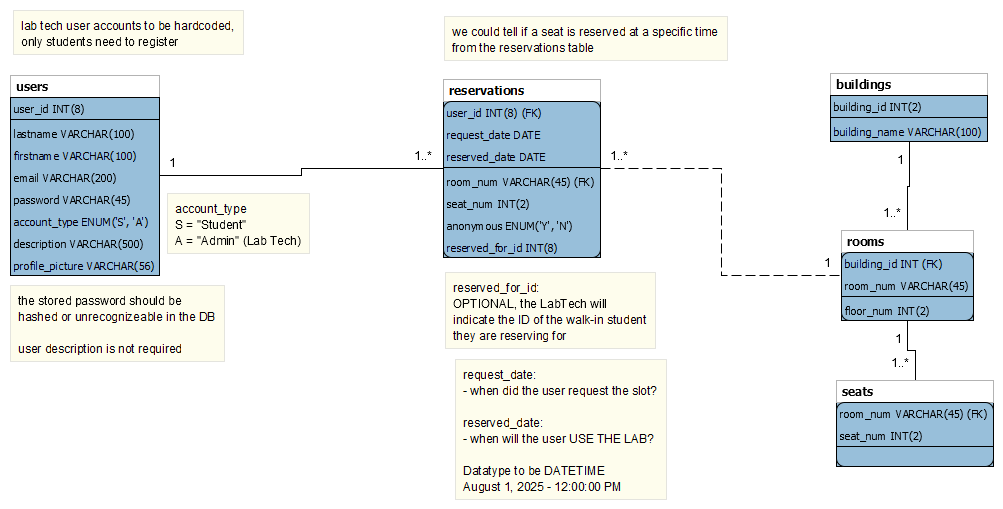 lab tech user accounts to be hardcoded,
only students need to register
we could tell if a seat is reserved at a specific time
from the reservations table
users
user_id INT(8)
lastname VARCHAR(100)
firstname VARCHAR(100)
email VARCHAR(200)
password VARCHAR(45)
account_type ENUM('S', 'A')
description VARCHAR(500)
profile_picture VARCHAR(56)
1
1..*
account_type
S = "Student"
A = "Admin" (Lab Tech)
the stored password should be
hashed or unrecognizeable in the DB
user description is not required
reservations
user_id INT(8) (FK)
request_date DATE
reserved_date DATE
room_num VARCHAR(45) (FK)
seat_num INT(2)
anonymous ENUM('Y', 'N')
reserved_for_id INT(8)
1..*
1
reserved_for_id:
OPTIONAL, the LabTech will
indicate the ID of the walk-in student
they are reserving for
request_date:
- when did the user request the slot?
reserved_date:
- when will the user USE THE LAB?
Datatype to be DATETIME
August 1, 2025 - 12:00:00 PM
buildings
building_id INT(2)
building_name VARCHAR(100)
1
1..*
rooms
building_id INT (FK)
room_num VARCHAR(45)
floor_num INT(2)
1
1..*
seats
room_num VARCHAR(45) (FK)
seat_num INT(2)